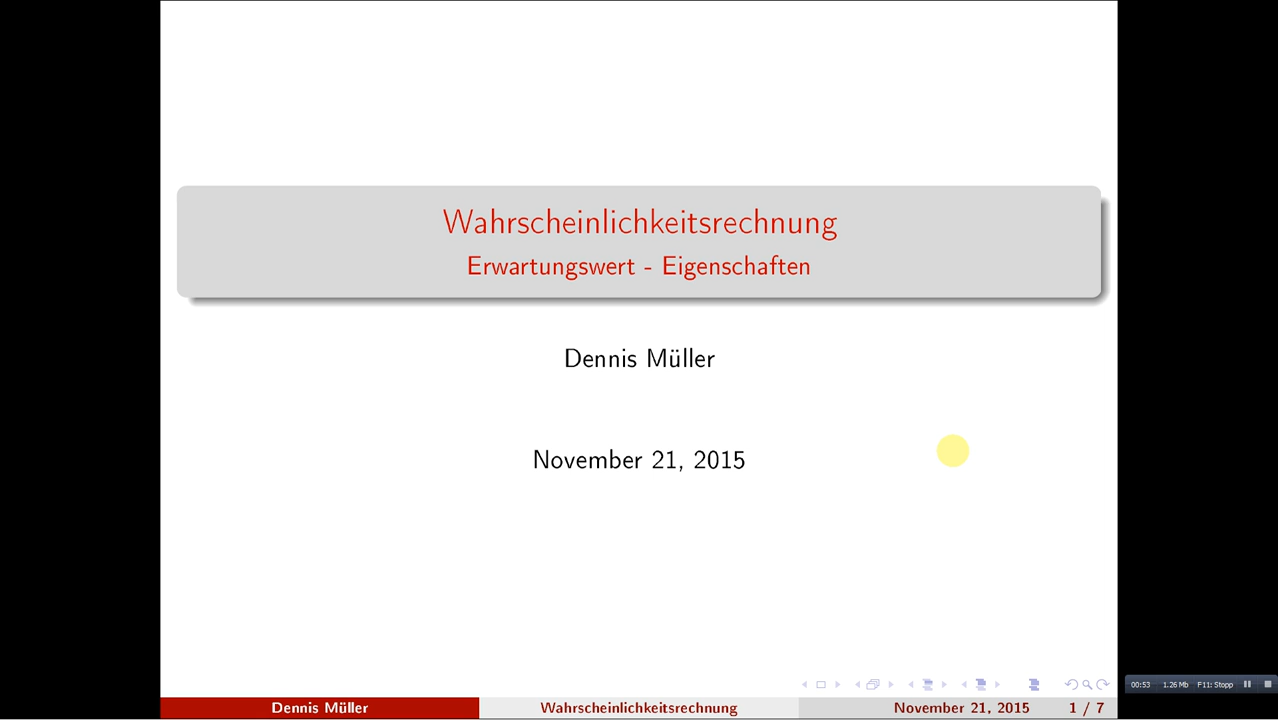 Wahrscheinlichkeitsrechnung
Erwartungswert - Eigenschaften
Dennis Müller
November 21, 2015
Dennis Müller
Wahrscheinlichkeitsrechnung
November 21, 2015
1 / 7
00:53 1.26 Mb F11: Stopp